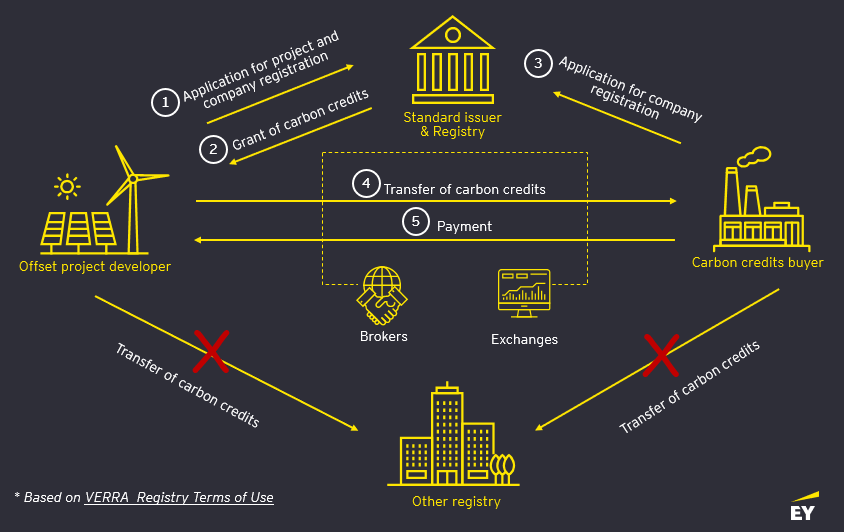 1
Application for project and
company registration
2
Grant of carbon credits
Standard issuer
& Registry
3
Application for company
registration
4
Transfer of carbon credits
5
Payment
Offset project developer
Carbon credits buyer
Brokers
Exchanges
Transfer of carbon credits
Transfer of carbon credits
Other registry
* Based on VERRA Registry Terms of Use
EY